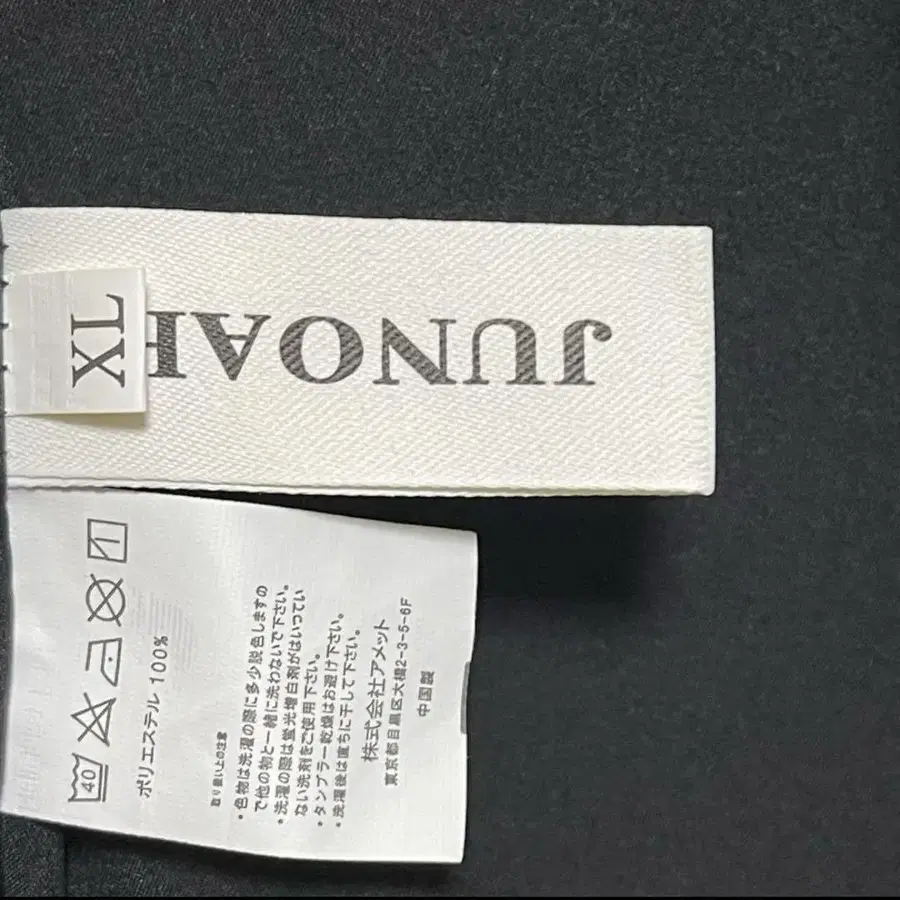 JUNOAH
XL
40
ポリエステル 100%
取り扱い上の注意
・色物は洗濯の際に多少脱色しますの
で他の物と一緒に洗わないで下さい。
・洗濯の際は蛍光増白剤がはいってい
ない洗剤をご使用下さい。
・タンブラー乾燥はお避け下さい。
・洗濯後は直ちに干して下さい。
株式会社アメット
東京都目黒区大橋2-3-5-6F
中国製